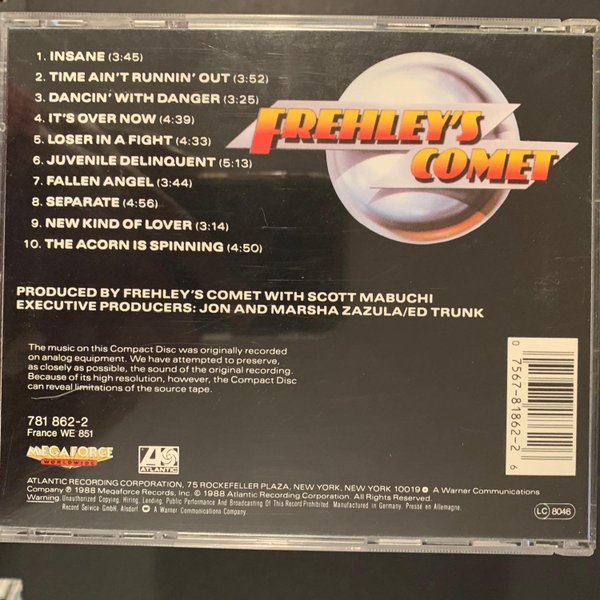 1. INSANE (3:45)
2. TIME AIN'T RUNNIN' OUT (3:52)
3. DANCIN' WITH DANGER (3:25)
4. IT'S OVER NOW (4:39)
5. LOSER IN A FIGHT (4:33)
6. JUVENILE DELINQUENT (5:13)
7. FALLEN ANGEL (3:44)
8. SEPARATE (4:56)
9. NEW KIND OF LOVER (3:14)
10. THE ACORN IS SPINNING (4:50)
FREHLEY'S
COMET
PRODUCED BY FREHLEY'S COMET WITH SCOTT MABUCHI
EXECUTIVE PRODUCERS: JON AND MARSHA ZAZULA/ED TRUNK
The music on this Compact Disc was originally recorded
on analog equipment. We have attempted to preserve,
as closely as possible, the sound of the original recording.
Because of its high resolution, however, the Compact Disc
can reveal limitations of the source tape.
0 7567-81862-2 6
781 862-2
France WE 851
MEGAFORCE
WORLDWIDE
ATLANTIC
ATLANTIC RECORDING CORPORATION, 75 ROCKEFELLER PLAZA, NEW YORK, NEW YORK 10019 A Warner Communications
Company ℗ 1988 Megaforce Records, Inc. © 1988 Atlantic Recording Corporation. All Rights Reserved.
Warning: Unauthorized Copying, Hiring, Lending, Public Performance And Broadcasting Of This Record Prohibited. Manufactured in Germany. Pressé en Allemagne.
Record Service GmbH, Alsdorf A Warner Communications Company.
LC 8046